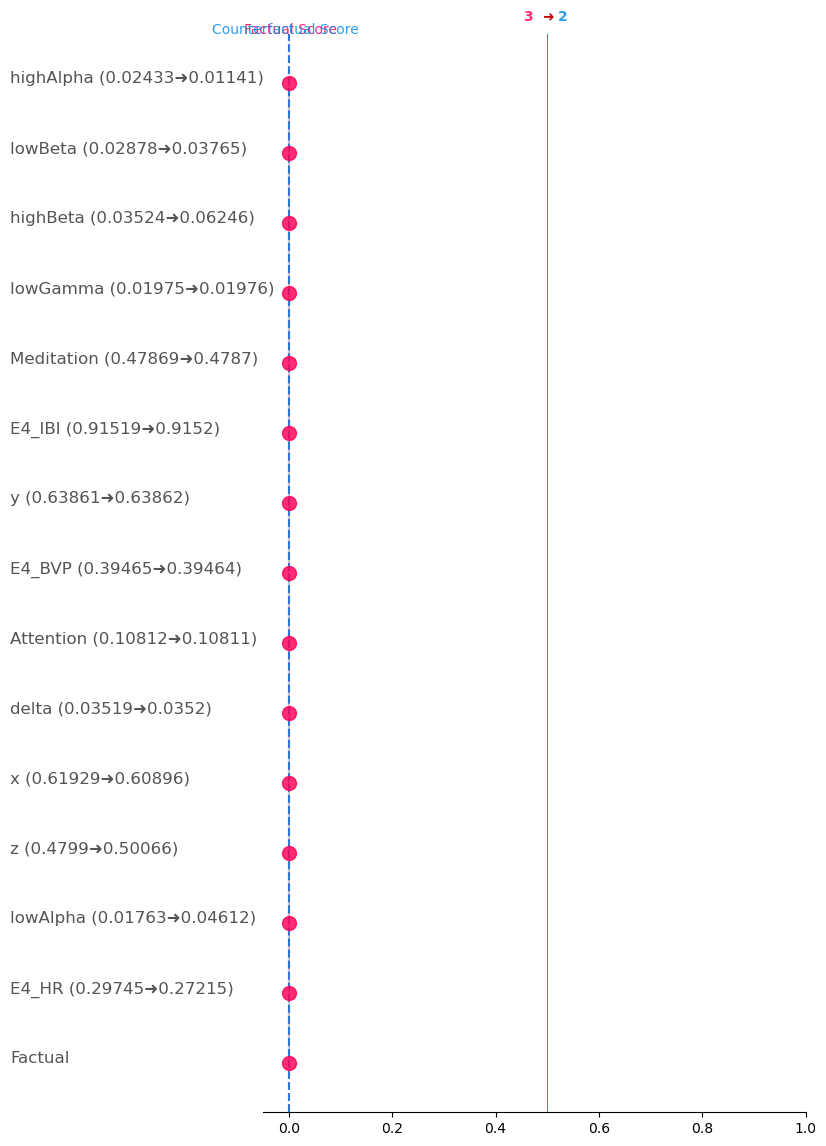 3 ➜ 2
Counterfactual Score
Factual Score
highAlpha (0.02433➜0.01141)
lowBeta (0.02878➜0.03765)
highBeta (0.03524➜0.06246)
lowGamma (0.01975➜0.01976)
Meditation (0.47869➜0.4787)
E4_IBI (0.91519➜0.9152)
y (0.63861➜0.63862)
E4_BVP (0.39465➜0.39464)
Attention (0.10812➜0.10811)
delta (0.03519➜0.0352)
x (0.61929➜0.60896)
z (0.4799➜0.50066)
lowAlpha (0.01763➜0.04612)
E4_HR (0.29745➜0.27215)
Factual
0.0 0.2 0.4 0.6 0.8 1.0